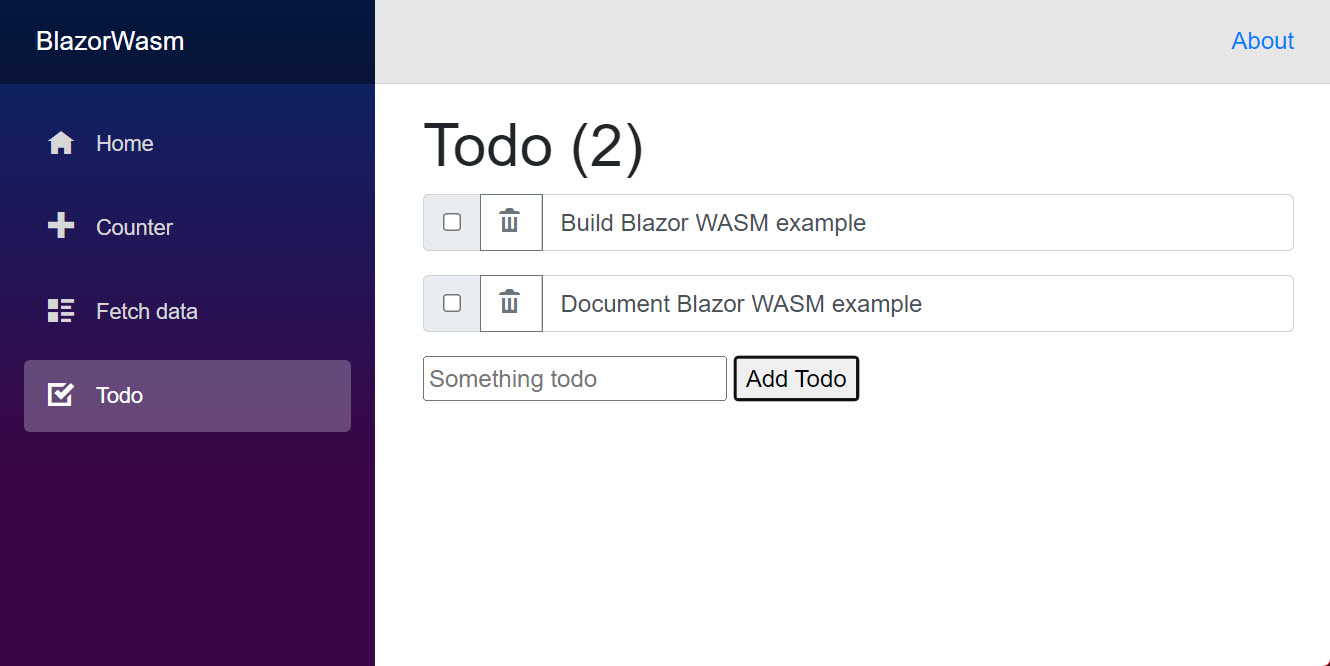 BlazorWasm
About
Home
Counter
Fetch data
Todo
Todo (2)
Build Blazor WASM example
Document Blazor WASM example
Something todo
Add Todo